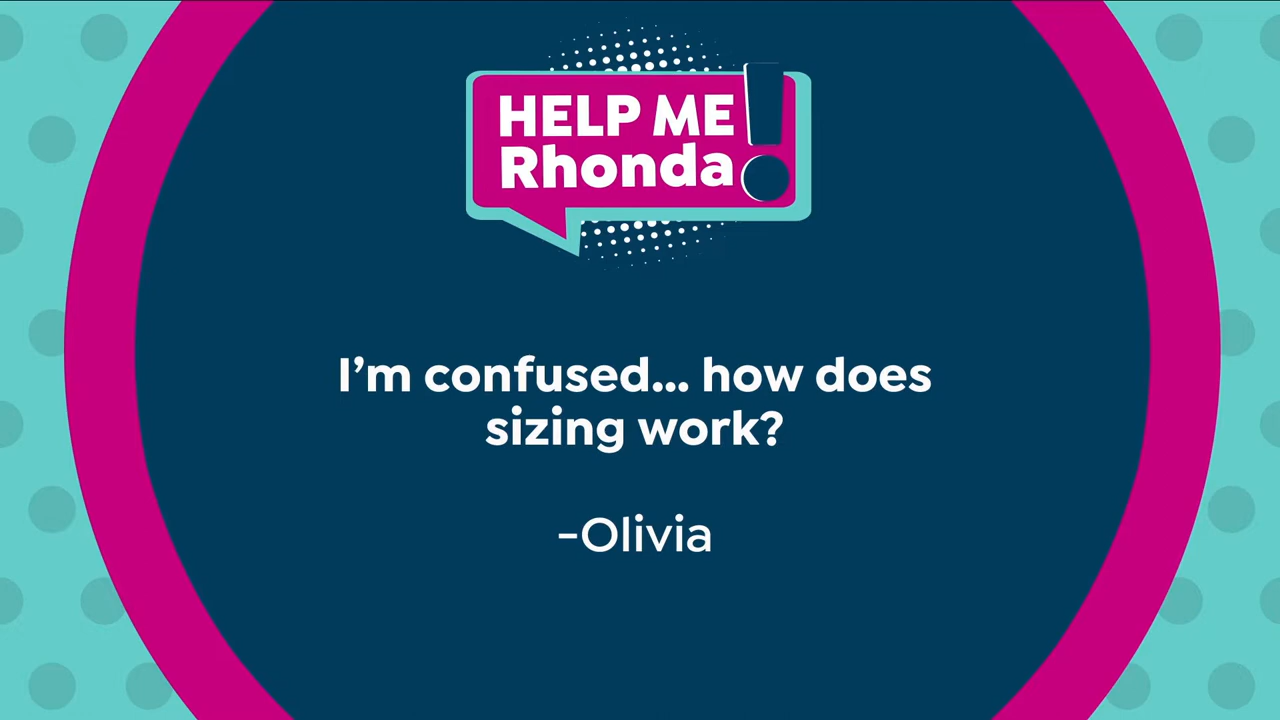 HELP ME
Rhonda!
I’m confused... how does
sizing work?
-Olivia